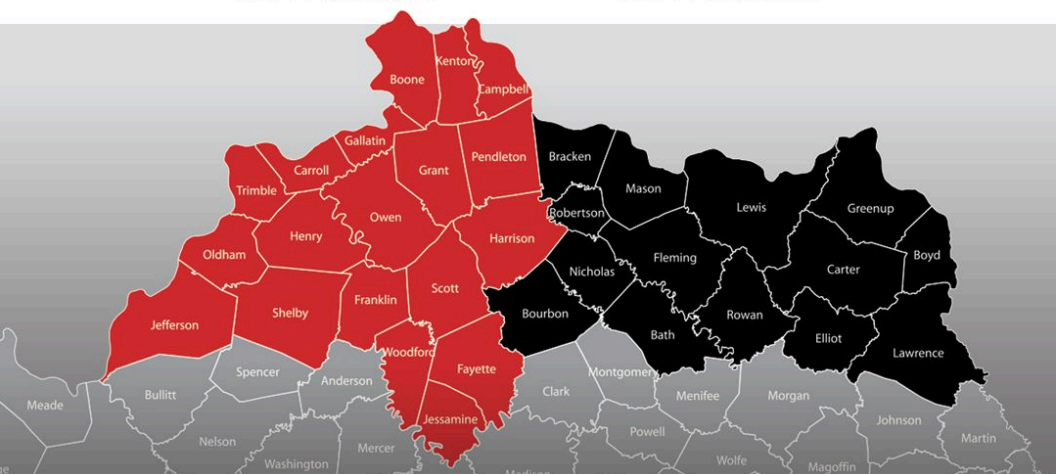 Boone
Kenton
Campbell
Gallatin
Carroll
Trimble
Grant
Pendleton
Bracken
Mason
Robertson
Lewis
Greenup
Owen
Henry
Harrison
Oldham
Nicholas
Fleming
Carter
Boyd
Jefferson
Shelby
Franklin
Scott
Bourbon
Bath
Rowan
Elliot
Lawrence
Woodford
Fayette
Jessamine
Meade
Bullitt
Spencer
Anderson
Clark
Montgomery
Menifee
Morgan
Johnson
Martin
Nelson
Washington
Mercer
Madison
Powell
Wolfe
Magoffin